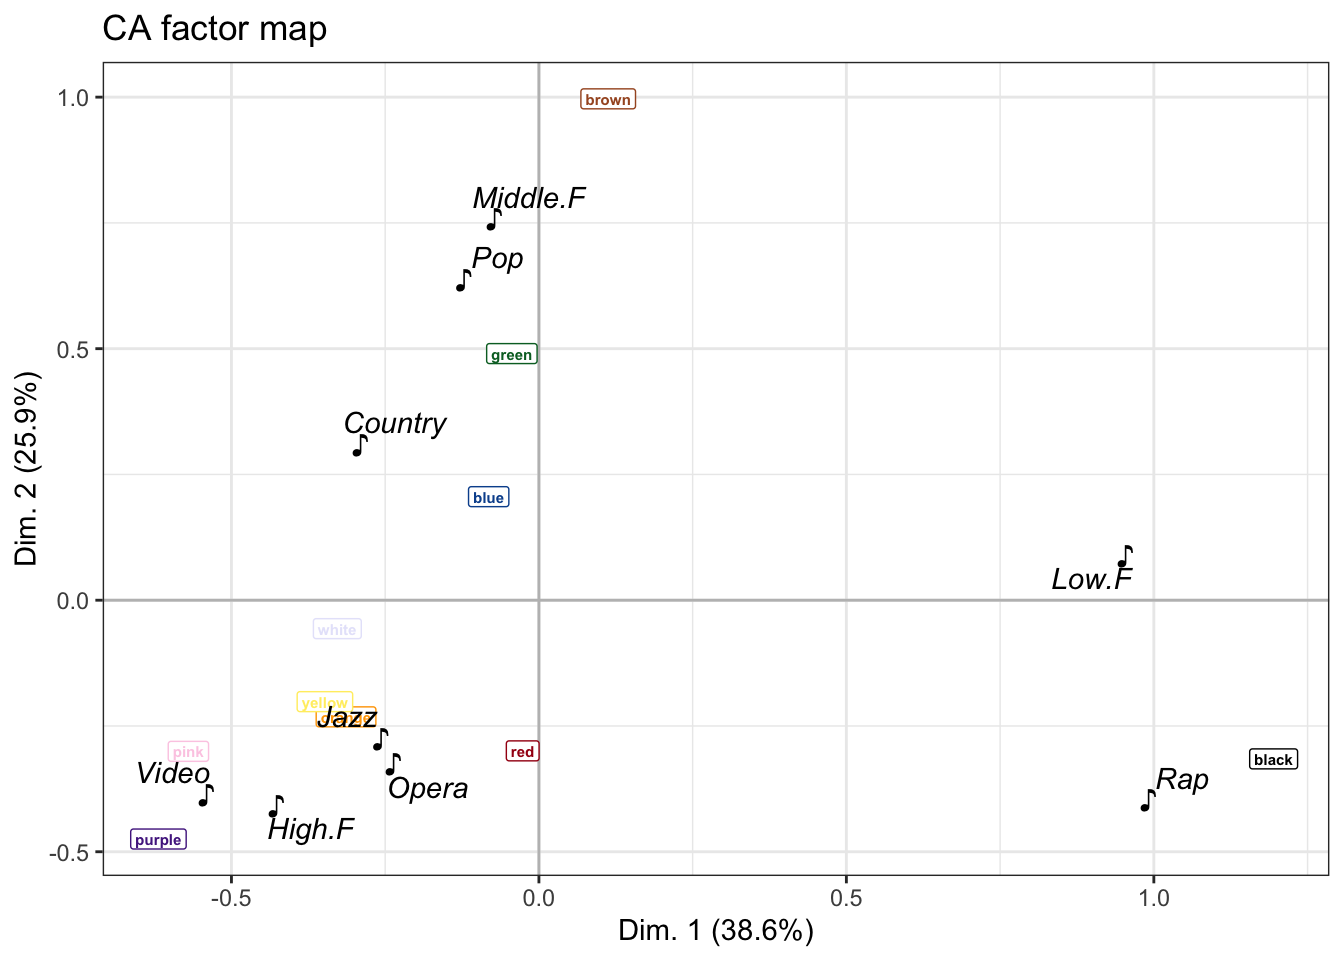 CA factor map
1.0
brown
Middle.F
Pop
0.5
green
Country
blue
Low.F
0.0
white
yellow
orange
Jazz
pink
red
black
Video
Opera
Rap
High.F
purple
-0.5
-0.5
0.0
0.5
1.0
Dim. 1 (38.6%)
Dim. 2 (25.9%)